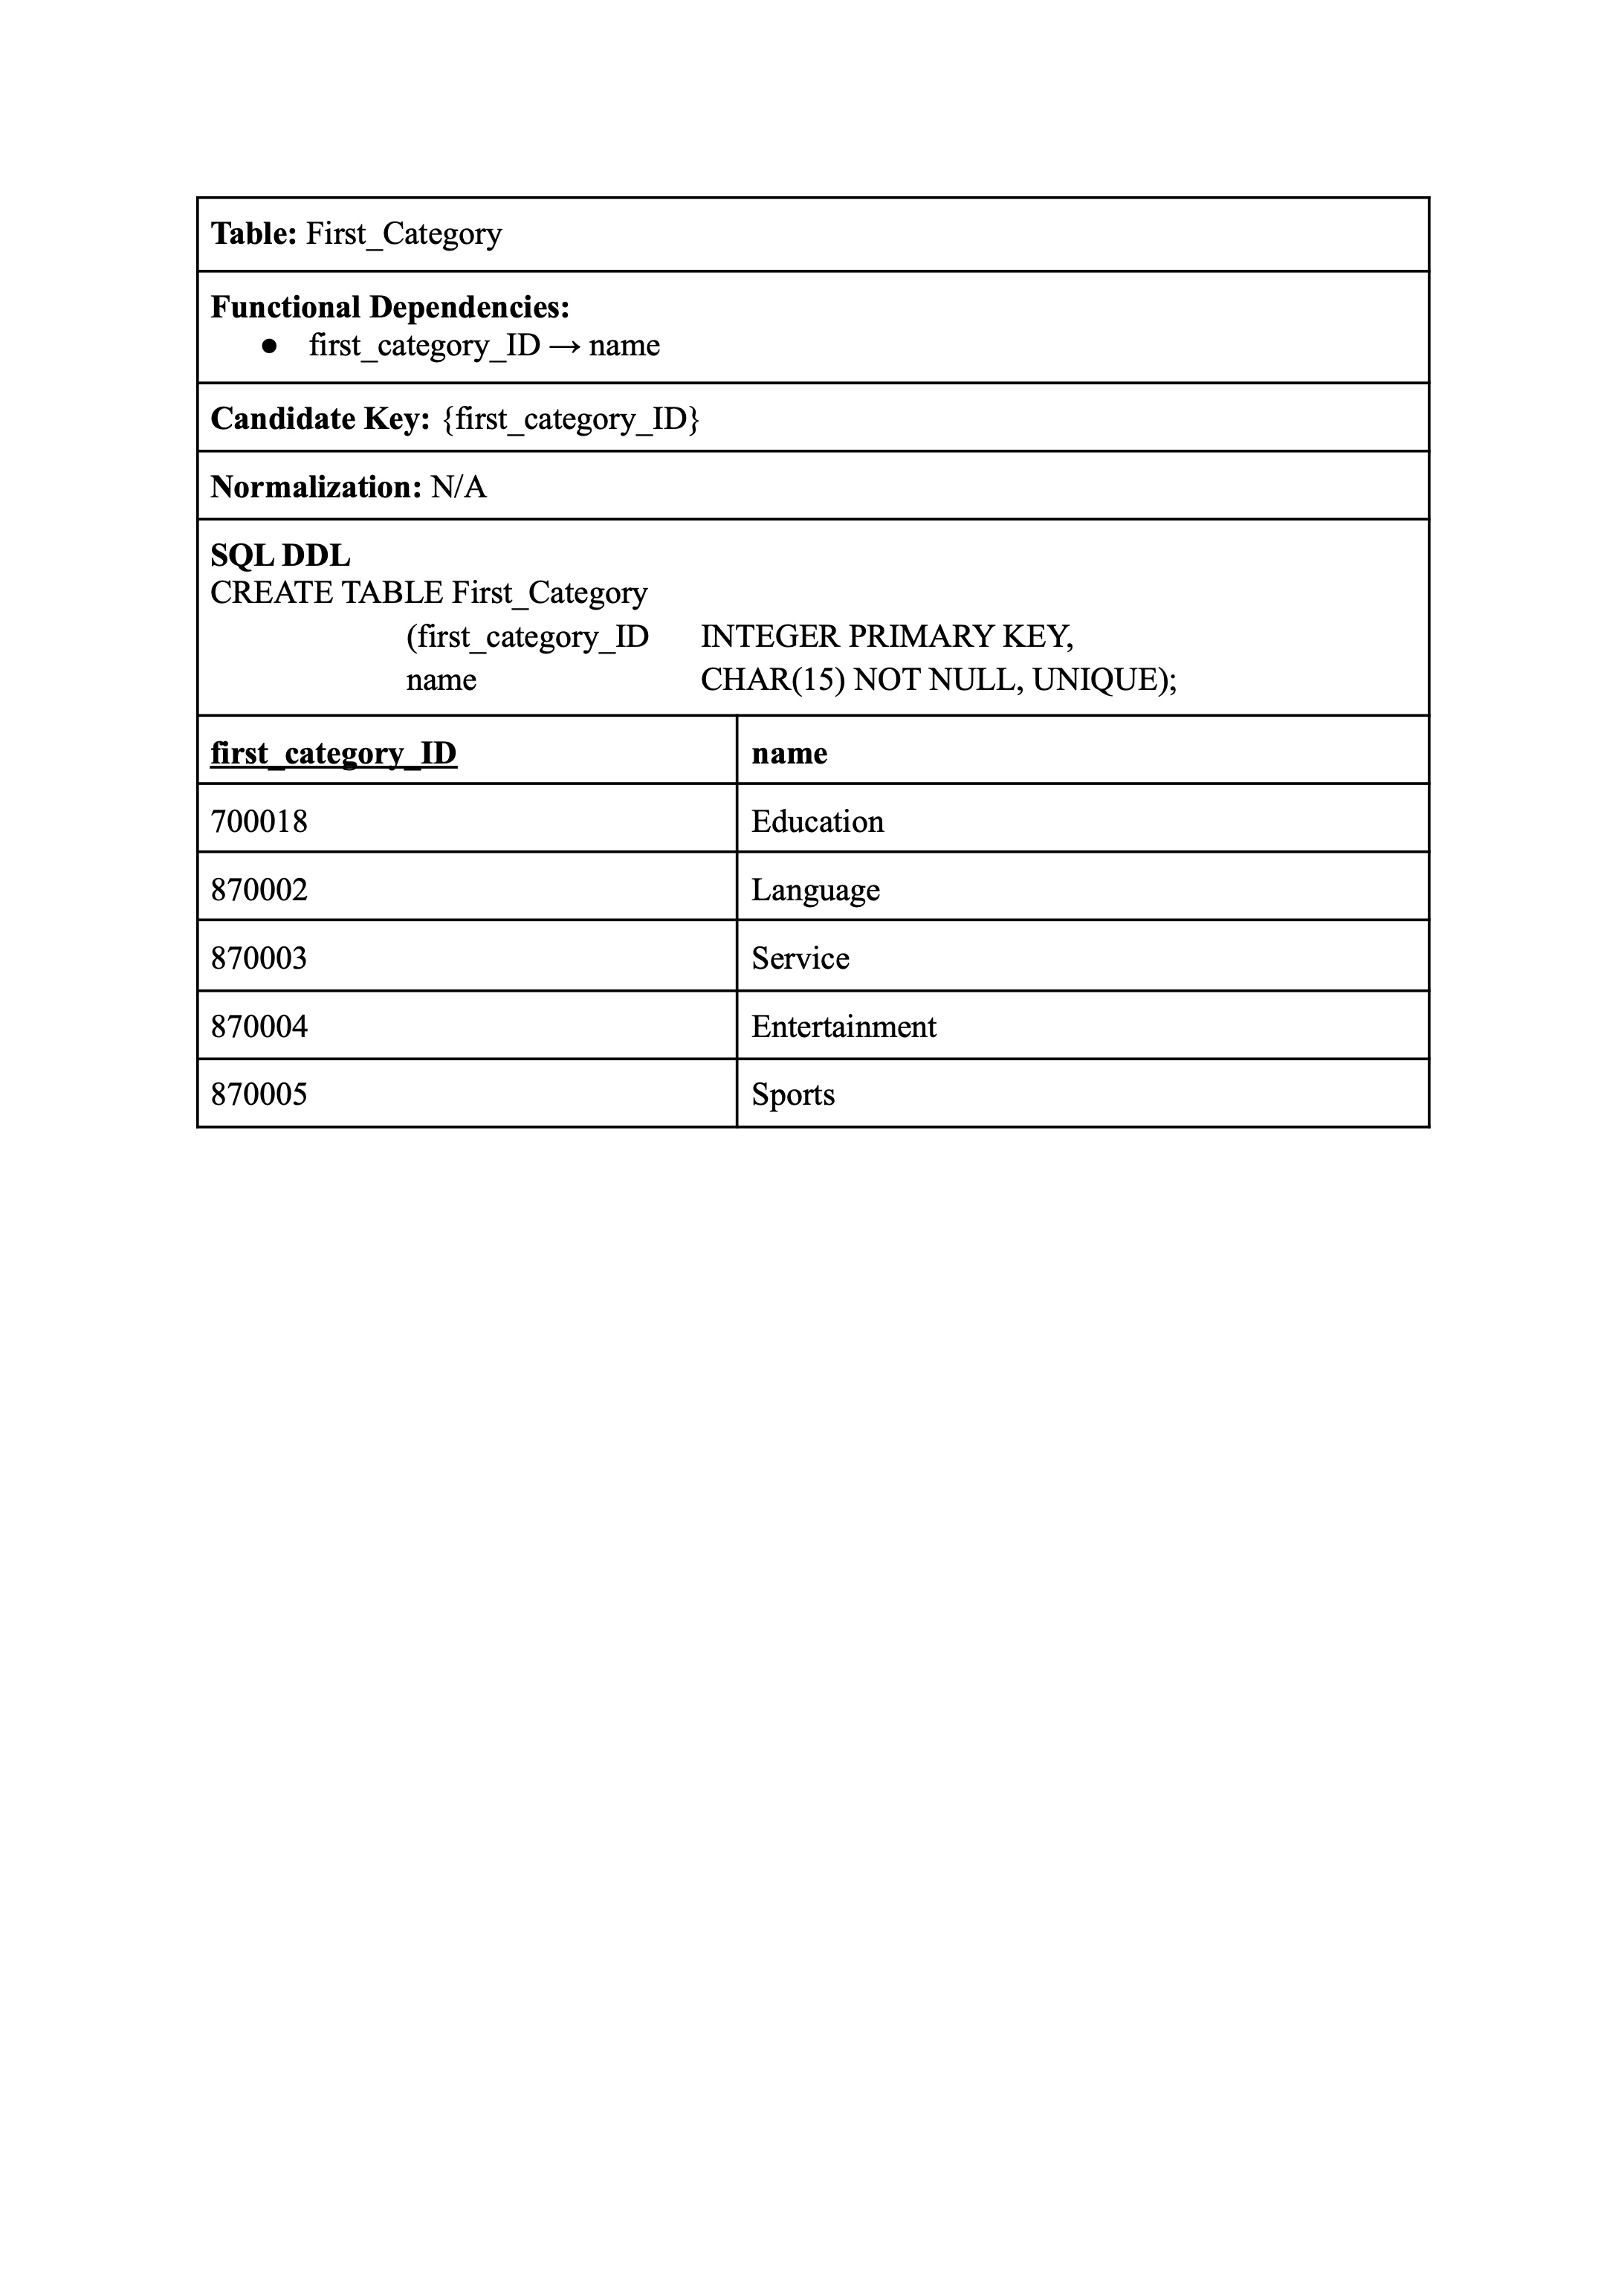 Table: First_Category
Functional Dependencies:
● first_category_ID → name
Candidate Key: {first_category_ID}
Normalization: N/A
SQL DDL
CREATE TABLE First_Category
(first_category_ID INTEGER PRIMARY KEY,
name CHAR(15) NOT NULL, UNIQUE);
first_category_ID name
700018 Education
870002 Language
870003 Service
870004 Entertainment
870005 Sports